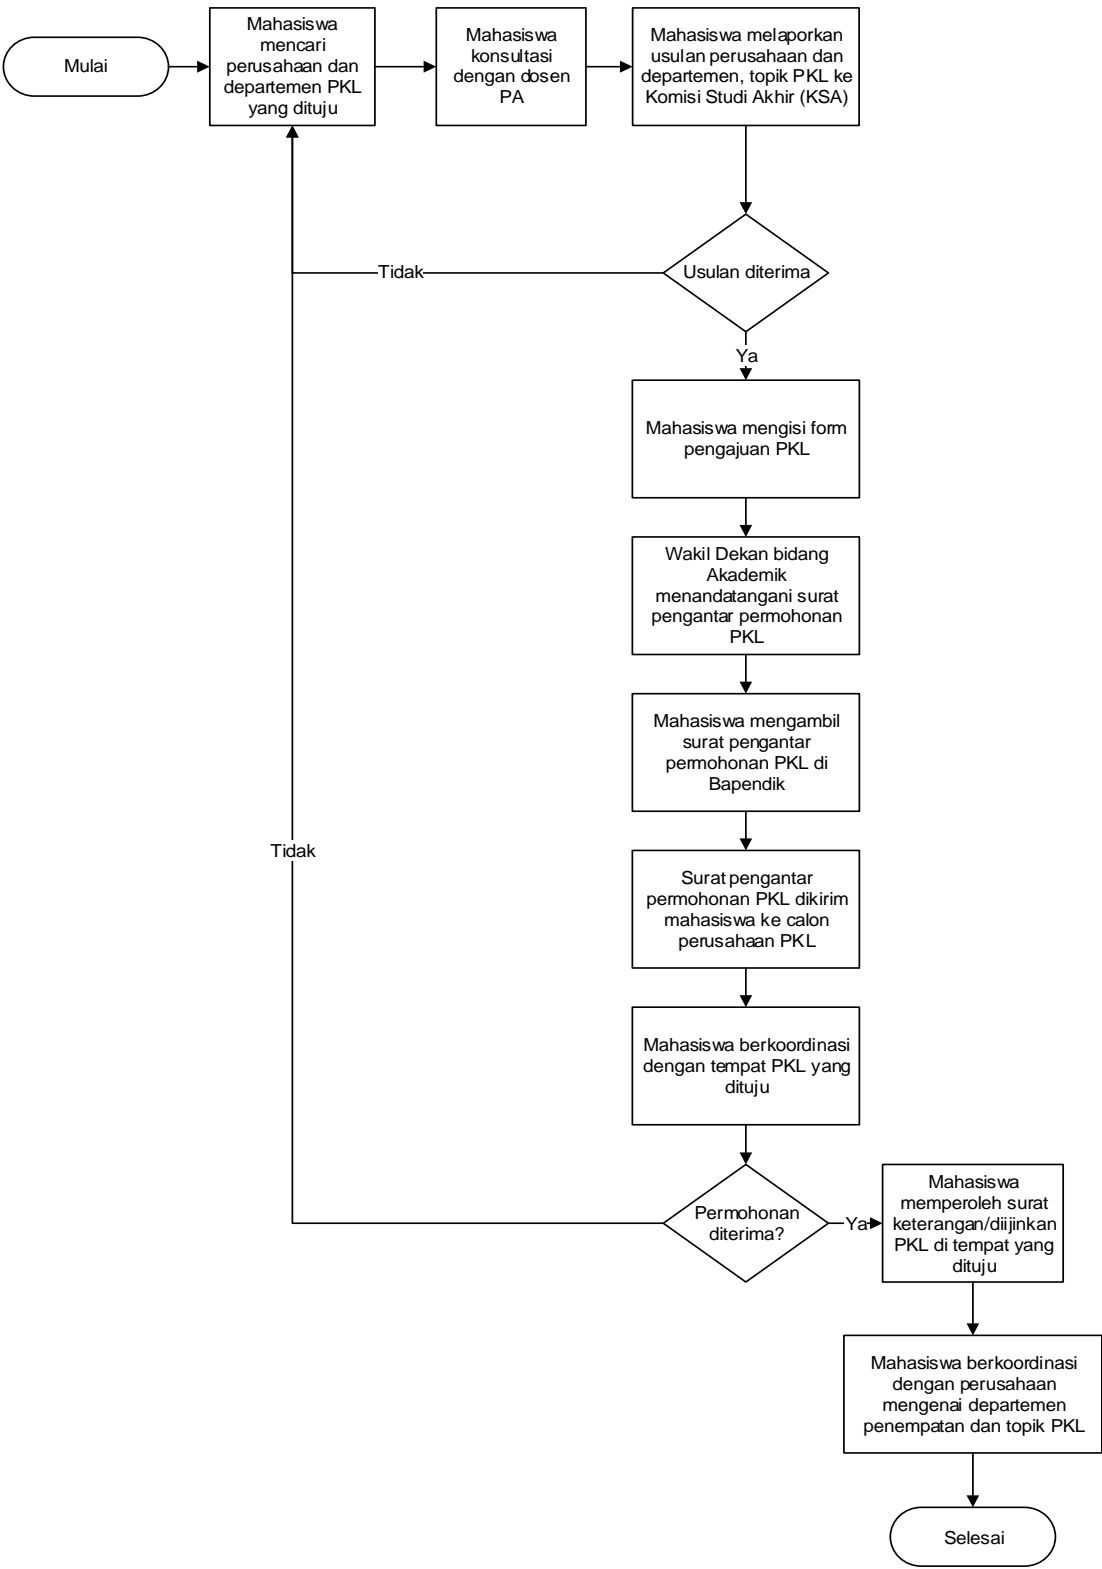 Mulai
Mahasiswa
mencari
perusahaan dan
departemen PKL
yang dituju
Mahasiswa
konsultasi
dengan dosen
PA
Mahasiswa melaporkan
usulan perusahaan dan
departemen, topik PKL ke
Komisi Studi Akhir (KSA)
Usulan diterima
Tidak
Ya
Mahasiswa mengisi form
pengajuan PKL
Wakil Dekan bidang
Akademik
menandatangani surat
pengantar permohonan
PKL
Mahasiswa mengambil
surat pengantar
permohonan PKL di
Bapendik
Tidak
Surat pengantar
permohonan PKL dikirim
mahasiswa ke calon
perusahaan PKL
Mahasiswa berkoordinasi
dengan tempat PKL yang
dituju
Permohonan
diterima?
Ya
Mahasiswa
memperoleh surat
keterangan/diijinkan
PKL di tempat yang
dituju
Mahasiswa berkoordinasi
dengan perusahaan
mengenai departemen
penempatan dan topik PKL
Selesai